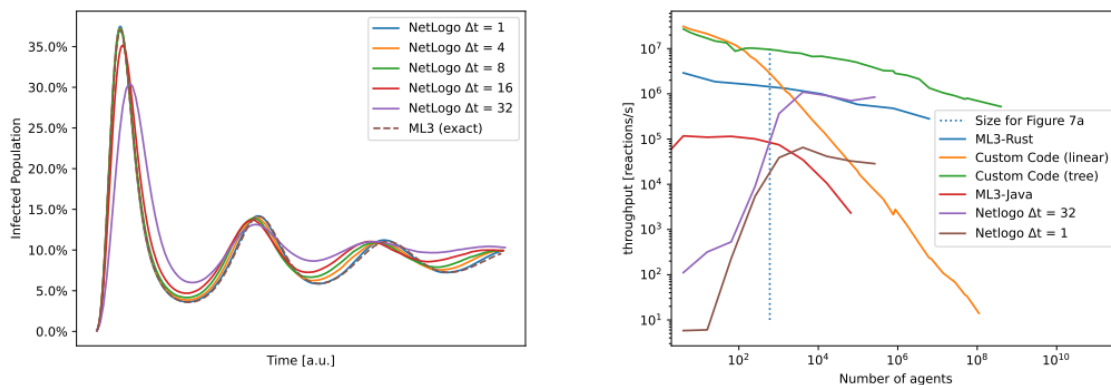 35.0%
30.0%
25.0%
20.0%
15.0%
10.0%
5.0%
0.0%
Infected Population
Time [a.u.]
NetLogo Δt = 1
NetLogo Δt = 4
NetLogo Δt = 8
NetLogo Δt = 16
NetLogo Δt = 32
ML3 (exact)
10⁷
10⁶
10⁵
10⁴
10³
10²
10¹
throughput [reactions/s]
10² 10⁴ 10⁶ 10⁸ 10¹⁰
Number of agents
Size for Figure 7a
ML3-Rust
Custom Code (linear)
Custom Code (tree)
ML3-Java
Netlogo Δt = 32
Netlogo Δt = 1